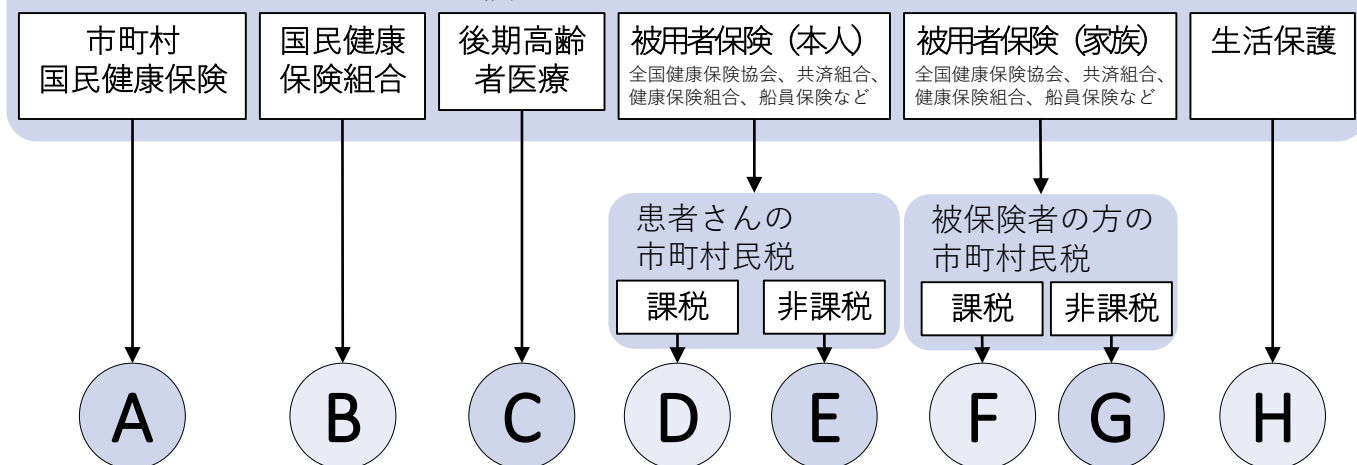 市町村
国民健康保険
国民健康
保険組合
後期高齢
者医療
被用者保険（本人）
全国健康保険協会、共済組合、
健康保険組合、船員保険など
被用者保険（家族）
全国健康保険協会、共済組合、
健康保険組合、船員保険など
生活保護
患者さんの
市町村民税
課税
非課税
被保険者の方の
市町村民税
課税
非課税
A
B
C
D
E
F
G
H